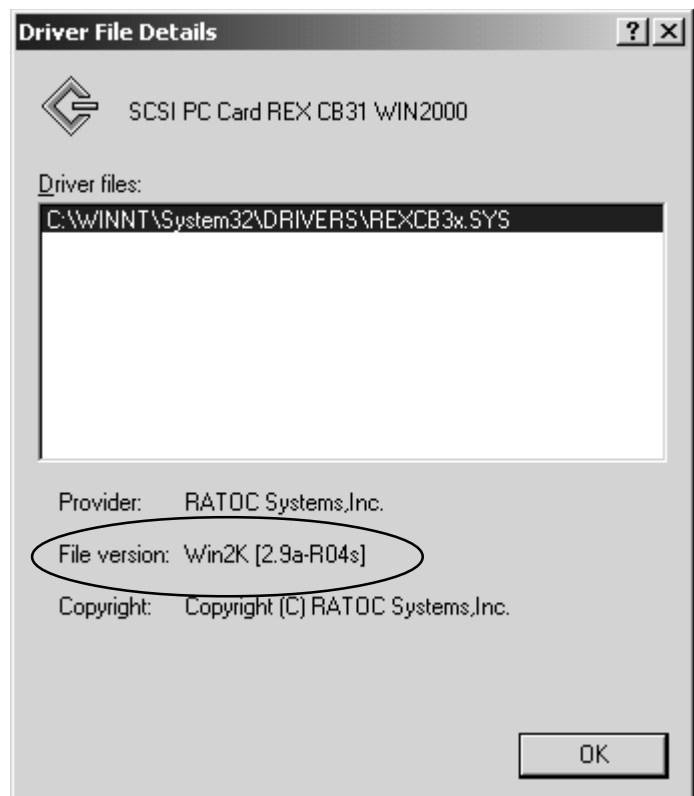 Driver File Details
SCSI PC Card REX CB31 WIN2000
Driver files:
C:\WINNT\System32\DRIVERS\REXCB3x.SYS
Provider: RATOC Systems,Inc.
File version: Win2K [2.9a-R04s]
Copyright: Copyright (C) RATOC Systems,Inc.
OK